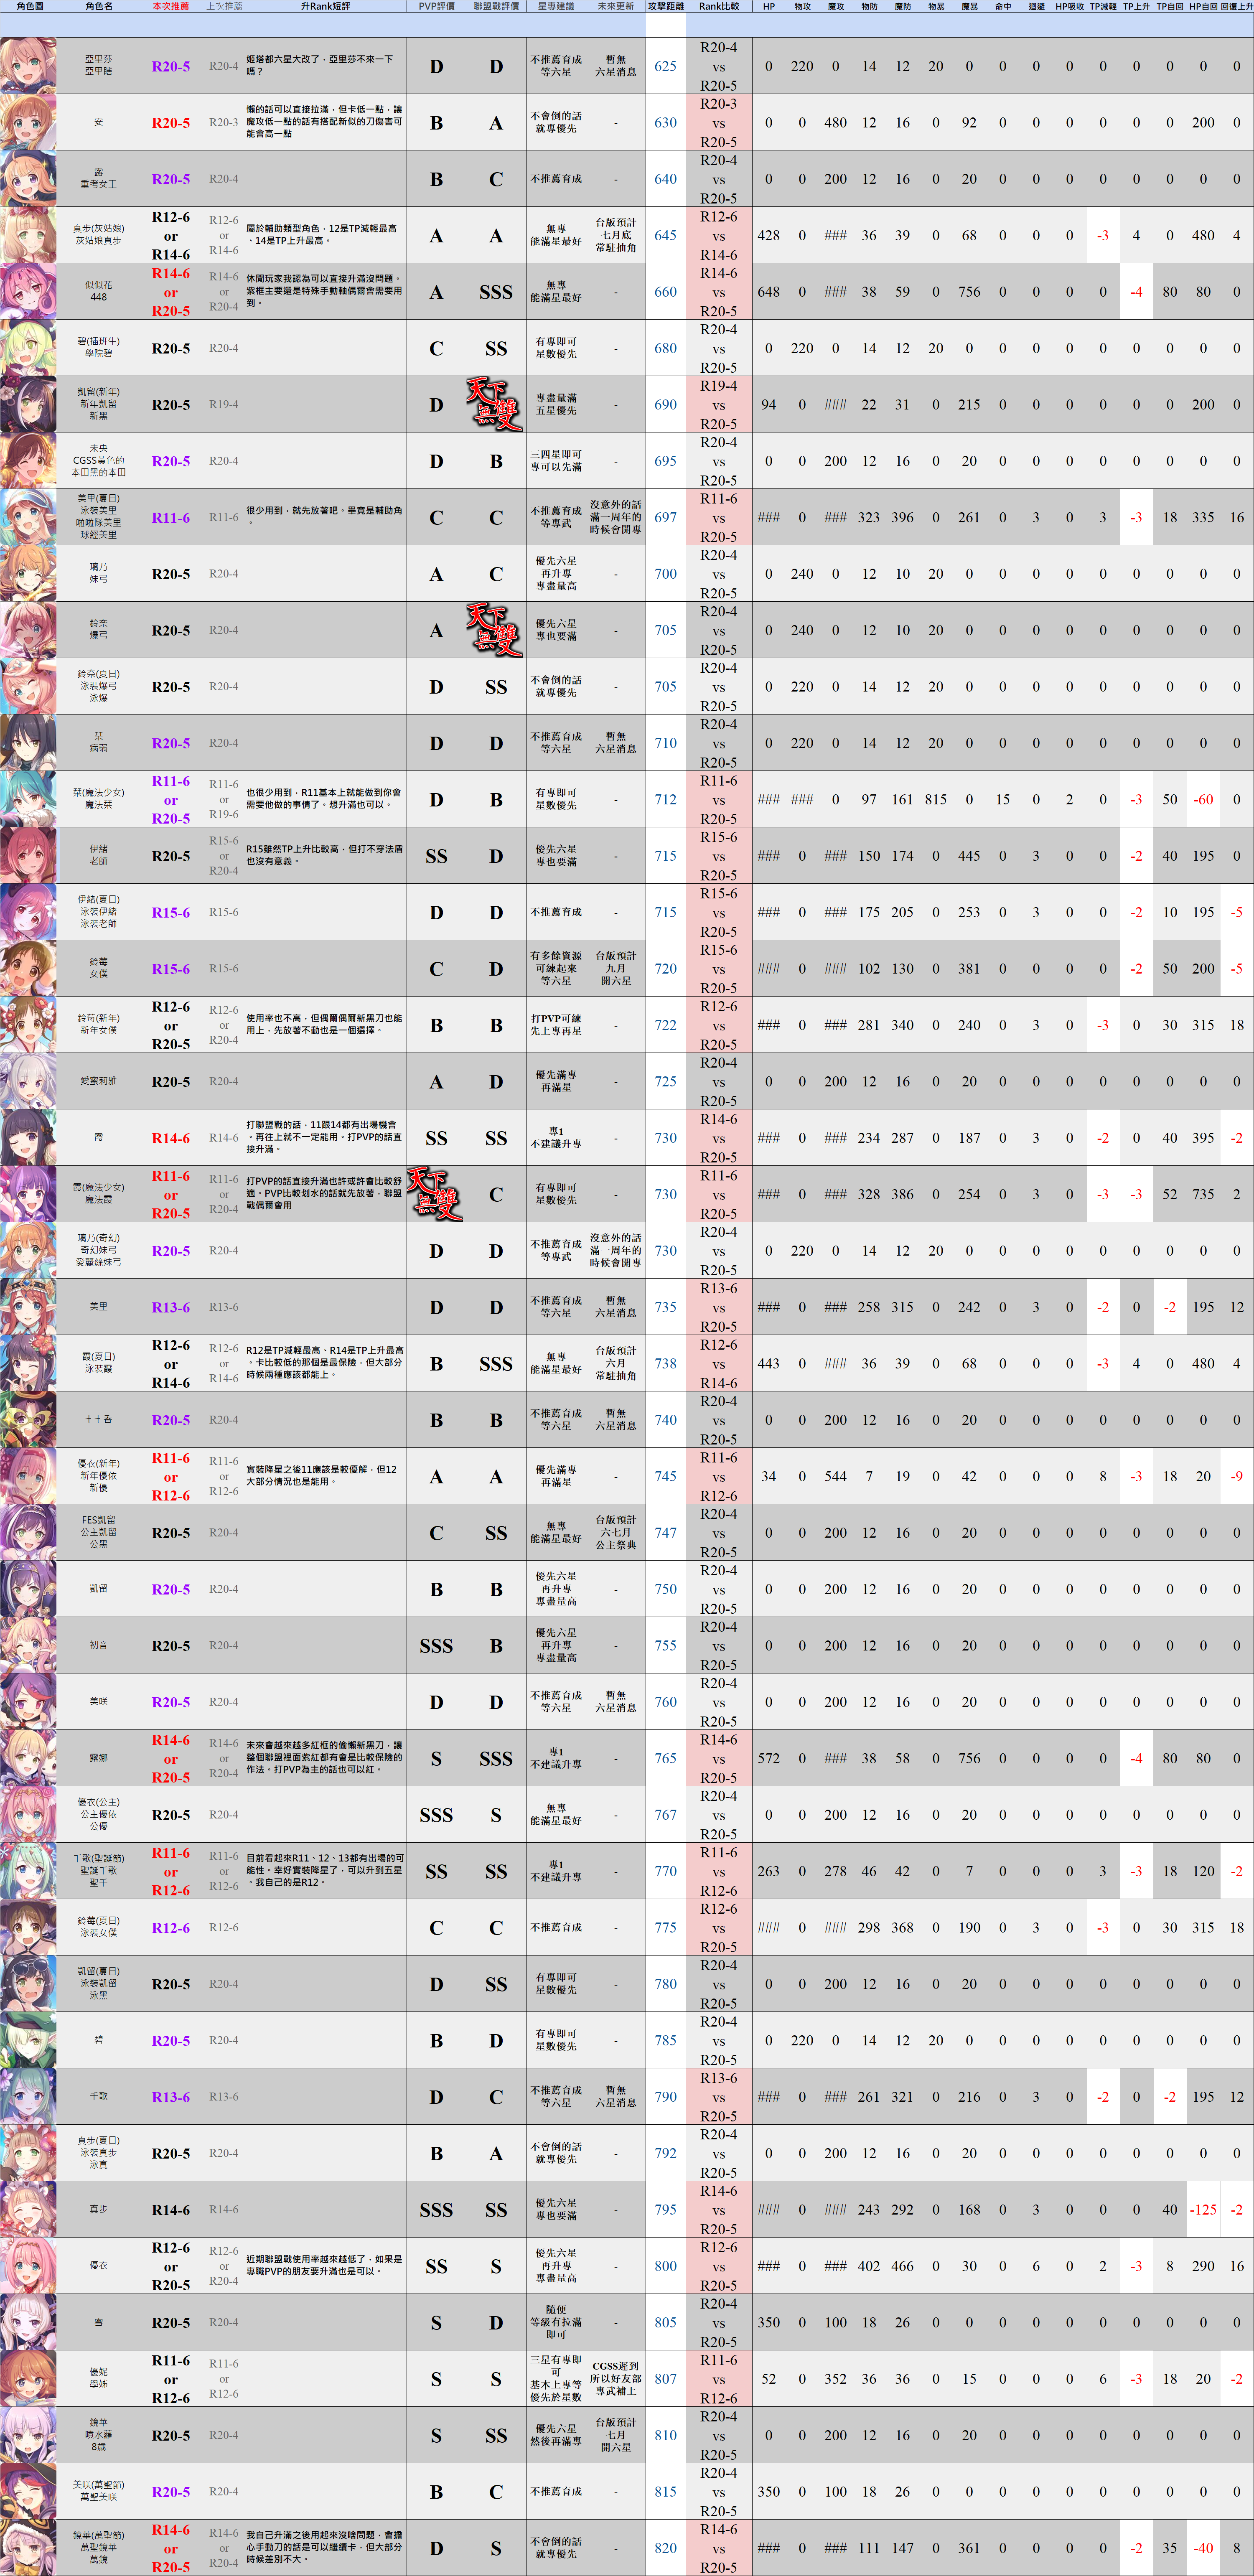 角色圖 角色名 本次推薦 上次推薦 升Rank短評 PVP評價 聯盟戰評價 星專建議 未來更新 攻擊距離 Rank比較 HP 物攻 魔攻 物防 魔防 物暴 魔暴 命中 迴避 HP吸收 TP減輕 TP上升 TP自回 HP自回 回復上升
亞里莎
亞里瞎
R20-5
R20-4
姬塔都六星大改了，亞里莎不來一下
嗎？
D D
不推薦育成
等六星
暫無
六星消息
625
R20-4
vs
R20-5
0 220 0 14 12 20 0 0 0 0 0 0 0 0 0
安
R20-5
R20-3
懶的話可以直接拉滿，但卡低一點，讓
魔攻低一點的話有搭配新似的刀傷害可
能會高一點
B A
不會倒的話
就專優先
-
630
R20-3
vs
R20-5
0 0 480 12 16 0 92 0 0 0 0 0 0 200 0
露
重考女王
R20-5
R20-4
B C
不推薦育成
-
640
R20-4
vs
R20-5
0 0 200 12 16 0 20 0 0 0 0 0 0 0 0
真步(灰姑娘)
灰姑娘真步
R12-6
or
R14-6
R12-6
or
R14-6
屬於輔助類型角色，12是TP減輕最高
、14是TP上升最高。
A A
無專
能滿星最好
台版預計
七月底
常駐抽角
645
R12-6
vs
R14-6
428 0 ### 36 39 0 68 0 0 0 -3 4 0 480 4
似似花
448
R14-6
or
R20-5
R14-6
or
R20-4
休閒玩家我認為可以直接升滿沒問題。
紫框主要還是特殊手動軸偶爾會需要用
到。
A SSS
無專
能滿星最好
-
660
R14-6
vs
R20-5
648 0 ### 38 59 0 756 0 0 0 0 -4 80 80 0
碧(插班生)
學院碧
R20-5
R20-4
C SS
有專即可
星數優先
-
680
R20-4
vs
R20-5
0 220 0 14 12 20 0 0 0 0 0 0 0 0 0
凱留(新年)
新年凱留
新黑
R20-5
R19-4
D 天下無雙
專盡量滿
五星優先
-
690
R19-4
vs
R20-5
94 0 ### 22 31 0 215 0 0 0 0 0 0 200 0
未央
CGSS黃色的
本田黑的本田
R20-5
R20-4
D B
三四星即可
專可以先滿
-
695
R20-4
vs
R20-5
0 0 200 12 16 0 20 0 0 0 0 0 0 0 0
美里(夏日)
泳裝美里
啦啦隊美里
球經美里
R11-6
R11-6
很少用到，就先放著吧。畢竟是輔助角
。
C C
不推薦育成
等專武
沒意外的話
滿一周年的
時候會開專
697
R11-6
vs
R20-5
### 0 ### 323 396 0 261 0 3 0 3 -3 18 335 16
璃乃
妹弓
R20-5
R20-4
A C
優先六星
再升專
專盡量高
-
700
R20-4
vs
R20-5
0 240 0 12 10 20 0 0 0 0 0 0 0 0 0
鈴奈
爆弓
R20-5
R20-4
A 天下無雙
優先六星
專也要滿
-
705
R20-4
vs
R20-5
0 240 0 12 10 20 0 0 0 0 0 0 0 0 0
鈴奈(夏日)
泳裝爆弓
泳爆
R20-5
R20-4
D SS
不會倒的話
就專優先
-
705
R20-4
vs
R20-5
0 220 0 14 12 20 0 0 0 0 0 0 0 0 0
栞
病弱
R20-5
R20-4
D D
不推薦育成
等六星
暫無
六星消息
710
R20-4
vs
R20-5
0 220 0 14 12 20 0 0 0 0 0 0 0 0 0
栞(魔法少女)
魔法栞
R11-6
or
R20-5
R11-6
or
R19-6
也很少用到，R11基本上就能做到你會
需要他做的事情了。想升滿也可以。
D B
有專即可
星數優先
-
712
R11-6
vs
R20-5
### ### 0 97 161 815 0 15 0 2 0 -3 50 -60 0
伊緒
老師
R20-5
R15-6
or
R20-4
R15雖然TP上升比較高，但打不穿法盾
也沒有意義。
SS D
優先六星
專也要滿
-
715
R15-6
vs
R20-5
### 0 ### 150 174 0 445 0 3 0 0 -2 40 195 0
伊緒(夏日)
泳裝伊緒
泳裝老師
R15-6
R15-6
D D
不推薦育成
-
715
R15-6
vs
R20-5
### 0 ### 175 205 0 253 0 3 0 0 -2 10 195 -5
鈴莓
女僕
R15-6
R15-6
C D
有多餘資源
可練起來
等六星
台版預計
九月
開六星
720
R15-6
vs
R20-5
### 0 ### 102 130 0 381 0 0 0 0 -2 50 200 -5
鈴莓(新年)
新年女僕
R12-6
or
R20-5
R12-6
or
R20-4
使用率也不高，但偶爾偶爾新黑刀也能
用上，先放著不動也是一個選擇。
B B
打PVP可練
先上專再星
-
722
R12-6
vs
R20-5
### 0 ### 281 340 0 240 0 3 0 -3 0 30 315 18
愛蜜莉雅
R20-5
R20-4
A D
優先滿專
再滿星
-
725
R20-4
vs
R20-5
0 0 200 12 16 0 20 0 0 0 0 0 0 0 0
霞
R14-6
R14-6
打聯盟戰的話，11跟14都有出場機會
。再往上就不一定能用。打PVP的話直
接升滿。
SS SS
專1
不建議升專
-
730
R14-6
vs
R20-5
### 0 ### 234 287 0 187 0 3 0 -2 0 40 395 -2
霞(魔法少女)
魔法霞
R11-6
or
R20-5
R11-6
or
R20-4
打PVP的話直接升滿也許或許會比較舒
適。PVP比較划水的話就先放著，聯盟
戰偶爾會用
天下無雙 C
有專即可
星數優先
-
730
R11-6
vs
R20-5
### 0 ### 328 386 0 254 0 3 0 -3 -3 52 735 2
璃乃(奇幻)
奇幻妹弓
愛麗絲妹弓
R20-5
R20-4
D D
不推薦育成
等專武
沒意外的話
滿一周年的
時候會開專
730
R20-4
vs
R20-5
0 220 0 14 12 20 0 0 0 0 0 0 0 0 0
美里
R13-6
R13-6
D D
不推薦育成
等六星
暫無
六星消息
735
R13-6
vs
R20-5
### 0 ### 258 315 0 242 0 3 0 -2 0 -2 195 12
霞(夏日)
泳裝霞
R12-6
or
R14-6
R12-6
or
R14-6
R12是TP減輕最高、R14是TP上升最高
。卡比較低的那個是最保險，但大部分
時候兩種應該都能上。
B SSS
無專
能滿星最好
台版預計
六月
常駐抽角
738
R12-6
vs
R14-6
443 0 ### 36 39 0 68 0 0 0 -3 4 0 480 4
七七香
R20-5
R20-4
B B
不推薦育成
等六星
暫無
六星消息
740
R20-4
vs
R20-5
0 0 200 12 16 0 20 0 0 0 0 0 0 0 0
優衣(新年)
新年優依
新優
R11-6
or
R12-6
R11-6
or
R12-6
實裝降星之後11應該是較優解，但12
大部分情況也是能用。
A A
優先滿專
再滿星
-
745
R11-6
vs
R12-6
34 0 544 7 19 0 42 0 0 0 8 -3 18 20 -9
FES凱留
公主凱留
公黑
R20-5
R20-4
C SS
無專
能滿星最好
台版預計
六七月
公主祭典
747
R20-4
vs
R20-5
0 0 200 12 16 0 20 0 0 0 0 0 0 0 0
凱留
R20-5
R20-4
B B
優先六星
再升專
專盡量高
-
750
R20-4
vs
R20-5
0 0 200 12 16 0 20 0 0 0 0 0 0 0 0
初音
R20-5
R20-4
SSS B
優先六星
再升專
專盡量高
-
755
R20-4
vs
R20-5
0 0 200 12 16 0 20 0 0 0 0 0 0 0 0
美咲
R20-5
R20-4
D D
不推薦育成
等六星
暫無
六星消息
760
R20-4
vs
R20-5
0 0 200 12 16 0 20 0 0 0 0 0 0 0 0
露娜
R14-6
or
R20-5
R14-6
or
R20-4
未來會越來越多紅框的偷懶新黑刀，讓
整個聯盟裡面紫紅都有會是比較保險的
作法。打PVP為主的話也可以紅。
S SSS
專1
不建議升專
-
765
R14-6
vs
R20-5
572 0 ### 38 58 0 756 0 0 0 0 -4 80 80 0
優衣(公主)
公主優依
公優
R20-5
R20-4
SSS S
無專
能滿星最好
-
767
R20-4
vs
R20-5
0 0 200 12 16 0 20 0 0 0 0 0 0 0 0
千歌(聖誕節)
聖誕千歌
聖千
R11-6
or
R12-6
R11-6
or
R12-6
目前看起來R11、12、13都有出場的可
能性。幸好實裝降星了，可以升到五星
。我自己的是R12。
SS SS
專1
不建議升專
-
770
R11-6
vs
R12-6
263 0 278 46 42 0 7 0 0 0 3 -3 18 120 -2
鈴莓(夏日)
泳裝女僕
R12-6
R12-6
C C
不推薦育成
-
775
R12-6
vs
R20-5
### 0 ### 298 368 0 190 0 3 0 -3 0 30 315 18
凱留(夏日)
泳裝凱留
泳黑
R20-5
R20-4
D SS
有專即可
星數優先
-
780
R20-4
vs
R20-5
0 0 200 12 16 0 20 0 0 0 0 0 0 0 0
碧
R20-5
R20-4
B D
有專即可
星數優先
-
785
R20-4
vs
R20-5
0 220 0 14 12 20 0 0 0 0 0 0 0 0 0
千歌
R13-6
R13-6
D C
不推薦育成
等六星
暫無
六星消息
790
R13-6
vs
R20-5
### 0 ### 261 321 0 216 0 3 0 -2 0 -2 195 12
真步(夏日)
泳裝真步
泳真
R20-5
R20-4
B A
不會倒的話
就專優先
-
792
R20-4
vs
R20-5
0 0 200 12 16 0 20 0 0 0 0 0 0 0 0
真步
R14-6
R14-6
SSS SS
優先六星
專也要滿
-
795
R14-6
vs
R20-5
### 0 ### 243 292 0 168 0 3 0 0 0 40 -125 -2
優衣
R12-6
or
R20-5
R12-6
or
R20-4
近期聯盟戰使用率越來越低了，如果是
專職PVP的朋友要升滿也是可以。
SS S
優先六星
再升專
專盡量高
-
800
R12-6
vs
R20-5
### 0 ### 402 466 0 30 0 6 0 2 -3 8 290 16
雪
R20-5
R20-4
S D
隨便
等級有拉滿
即可
-
805
R20-4
vs
R20-5
350 0 100 18 26 0 0 0 0 0 0 0 0 0 0
優妮
學姊
R11-6
or
R12-6
R11-6
or
R12-6
S S
三星有專即
可
基本上專等
優先於星數
CGSS遲到
所以好友部
專武補上
807
R11-6
vs
R12-6
52 0 352 36 36 0 15 0 0 0 6 -3 18 20 -2
鏡華
噴水蘿
8歲
R20-5
R20-4
S SS
優先六星
然後再滿專
台版預計
七月
開六星
810
R20-4
vs
R20-5
0 0 200 12 16 0 20 0 0 0 0 0 0 0 0
美咲(萬聖節)
萬聖美咲
R20-5
R20-4
B C
不推薦育成
-
815
R20-4
vs
R20-5
350 0 100 18 26 0 0 0 0 0 0 0 0 0 0
鏡華(萬聖節)
萬聖鏡華
萬鏡
R14-6
or
R20-5
R14-6
or
R20-4
我自己升滿之後用起來沒啥問題，會擔
心手動刀的話是可以繼續卡，但大部分
時候差別不大。
D S
不會倒的話
就專優先
-
820
R14-6
vs
R20-5
### 0 ### 111 147 0 361 0 0 0 0 -2 35 -40 8